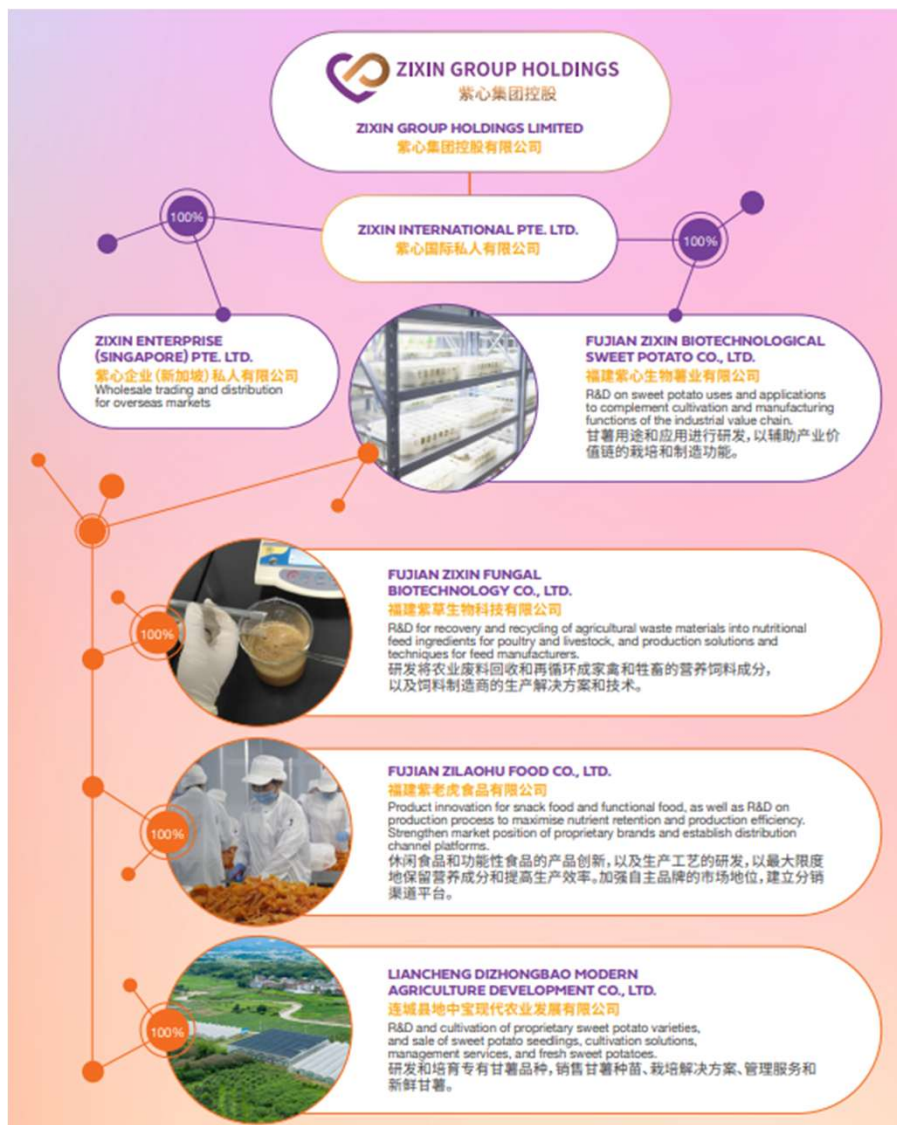 ZIXIN GROUP HOLDINGS
紫心集团控股
ZIXIN GROUP HOLDINGS LIMITED
紫心集团控股有限公司
100%
ZIXIN INTERNATIONAL PTE. LTD.
紫心国际私人有限公司
100%
ZIXIN ENTERPRISE
(SINGAPORE) PTE. LTD.
紫心企业(新加坡)私人有限公司
Wholesale trading and distribution
for overseas markets
FUJIAN ZIXIN BIOTECHNOLOGICAL
SWEET POTATO CO., LTD.
福建紫心生物薯业有限公司
R&D on sweet potato uses and applications
to complement cultivation and manufacturing
functions of the industrial value chain.
甘薯用途和应用进行研发，以辅助产业价
值链的栽培和制造功能。
100%
FUJIAN ZIXIN FUNGAL
BIOTECHNOLOGY CO., LTD.
福建紫草生物科技有限公司
R&D for recovery and recycling of agricultural waste materials into nutritional
feed ingredients for poultry and livestock, and production solutions and
techniques for feed manufacturers.
研发将农业废料回收和再循环成家禽和牲畜的营养饲料成分，
以及饲料制造商的生产解决方案和技术。
100%
FUJIAN ZILAOHU FOOD CO., LTD.
福建紫老虎食品有限公司
Product innovation for snack food and functional food, as well as R&D on
production process to maximise nutrient retention and production efficiency.
Strengthen market position of proprietary brands and establish distribution
channel platforms.
休闲食品和功能性食品的产品创新，以及生产工艺的研发，以最大限度
地保留营养成分和提高生产效率。加强自主品牌的市场地位，建立分销
渠道平台。
100%
LIANCHENG DIZHONGBAO MODERN
AGRICULTURE DEVELOPMENT CO., LTD.
连城县地中宝现代农业发展有限公司
R&D and cultivation of proprietary sweet potato varieties,
and sale of sweet potato seedlings, cultivation solutions,
management services, and fresh sweet potatoes.
研发和培育专有甘薯品种，销售甘薯种苗、栽培解决方案、管理服务和
新鲜甘薯。